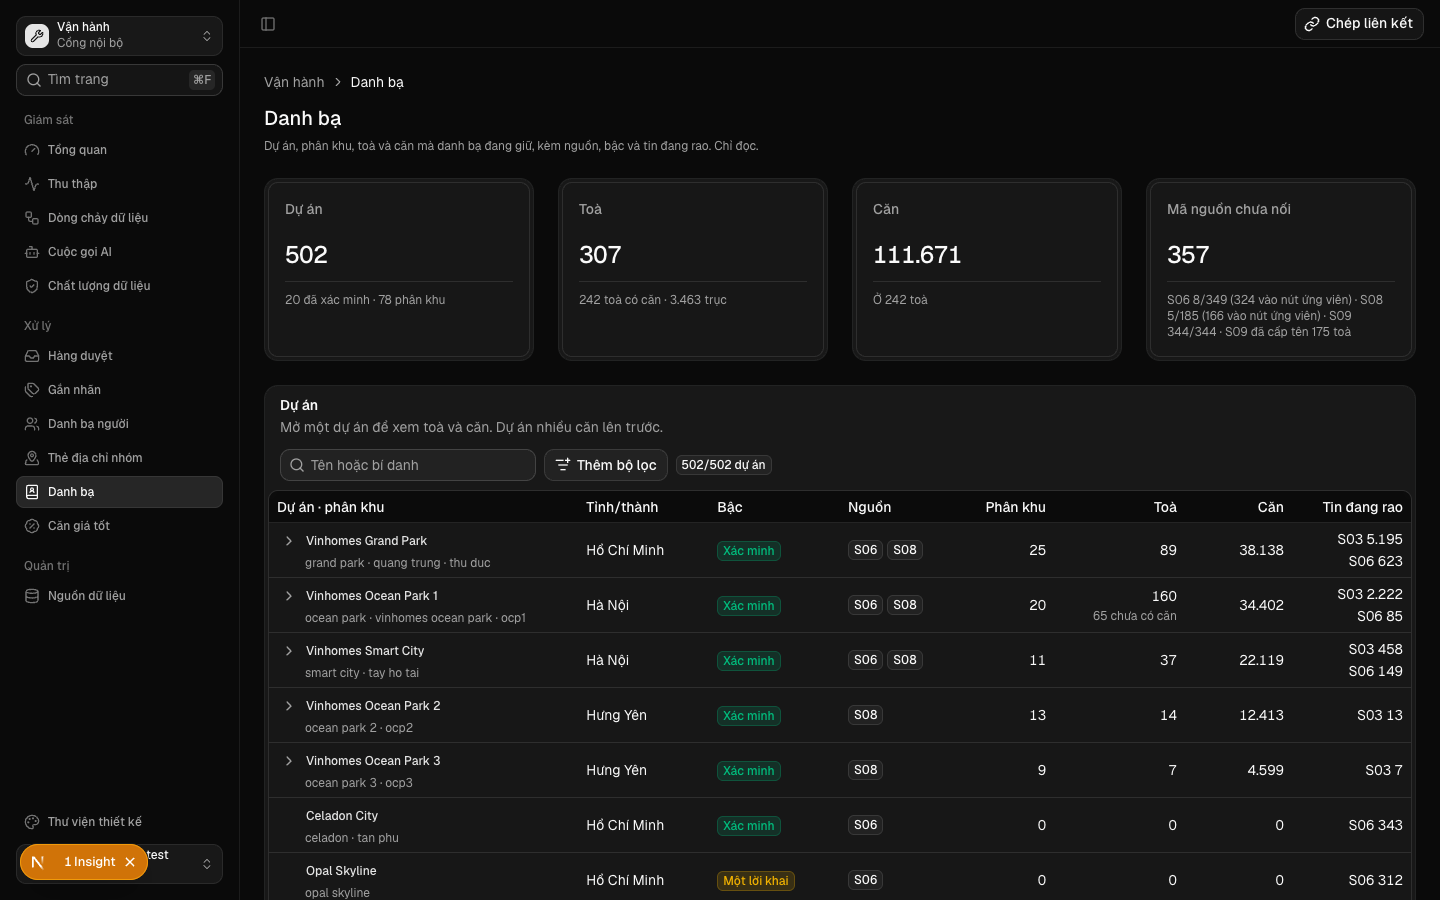 Vận hành
Cổng nội bộ
Tìm trang
⌘F
Giám sát
Tổng quan
Thu thập
Dòng chảy dữ liệu
Cuộc gọi AI
Chất lượng dữ liệu
Xử lý
Hàng duyệt
Gắn nhãn
Danh bạ người
Thẻ địa chỉ nhóm
Danh bạ
Căn giá tốt
Quản trị
Nguồn dữ liệu
Thư viện thiết kế
1 Insight
test
Chép liên kết
Vận hành > Danh bạ
Danh bạ
Dự án, phân khu, toà và căn mà danh bạ đang giữ, kèm nguồn, bậc và tin đang rao. Chỉ đọc.
Dự án
502
20 đã xác minh · 78 phân khu
Toà
307
242 toà có căn · 3.463 trục
Căn
111.671
Ở 242 toà
Mã nguồn chưa nối
357
S06 8/349 (324 vào nút ứng viên) · S08
5/185 (166 vào nút ứng viên) · S09
344/344 · S09 đã cấp tên 175 toà
Dự án
Mở một dự án để xem toà và căn. Dự án nhiều căn lên trước.
Tên hoặc bí danh
Thêm bộ lọc
502/502 dự án
Dự án · phân khu Tỉnh/thành Bậc Nguồn Phân khu Toà Căn Tin đang rao
Vinhomes Grand Park
grand park · quang trung · thu duc
Hồ Chí Minh Xác minh S06 S08 25 89 38.138
S03 5.195
S06 623
Vinhomes Ocean Park 1
ocean park · vinhomes ocean park · ocp1
Hà Nội Xác minh S06 S08 20
160
65 chưa có căn
34.402
S03 2.222
S06 85
Vinhomes Smart City
smart city · tay ho tai
Hà Nội Xác minh S06 S08 11 37 22.119
S03 458
S06 149
Vinhomes Ocean Park 2
ocean park 2 · ocp2
Hưng Yên Xác minh S08 13 14 12.413 S03 13
Vinhomes Ocean Park 3
ocean park 3 · ocp3
Hưng Yên Xác minh S08 9 7 4.599 S03 7
Celadon City
celadon · tan phu
Hồ Chí Minh Xác minh S06 0 0 0 S06 343
Opal Skyline
opal skyline
Hồ Chí Minh Một lời khai S06 0 0 0 S06 312